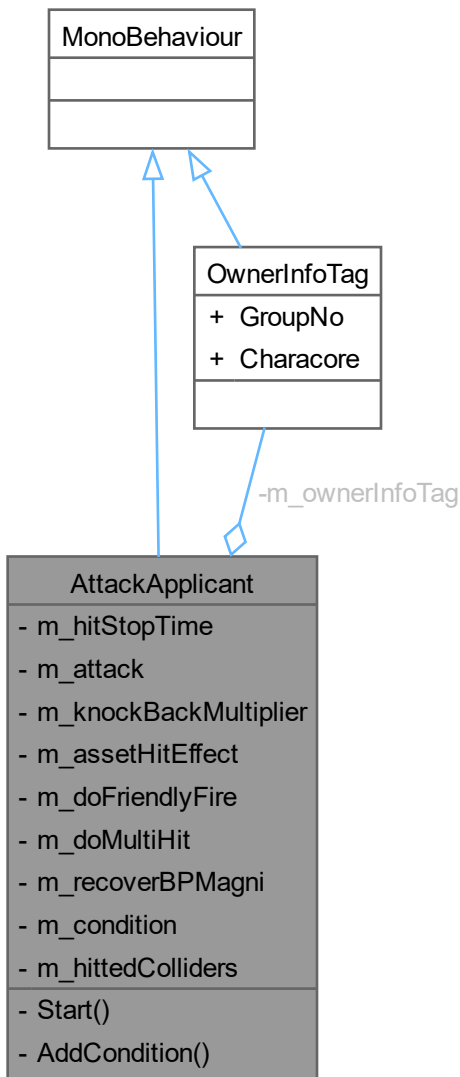 MonoBehaviour
OwnerInfoTag
+ GroupNo
+ Characore
-m_ownerInfoTag
AttackApplicant
- m_hitStopTime
- m_attack
- m_knockBackMultiplier
- m_assetHitEffect
- m_doFriendlyFire
- m_doMultiHit
- m_recoverBPMagni
- m_condition
- m_hittedColliders
- Start()
- AddCondition()